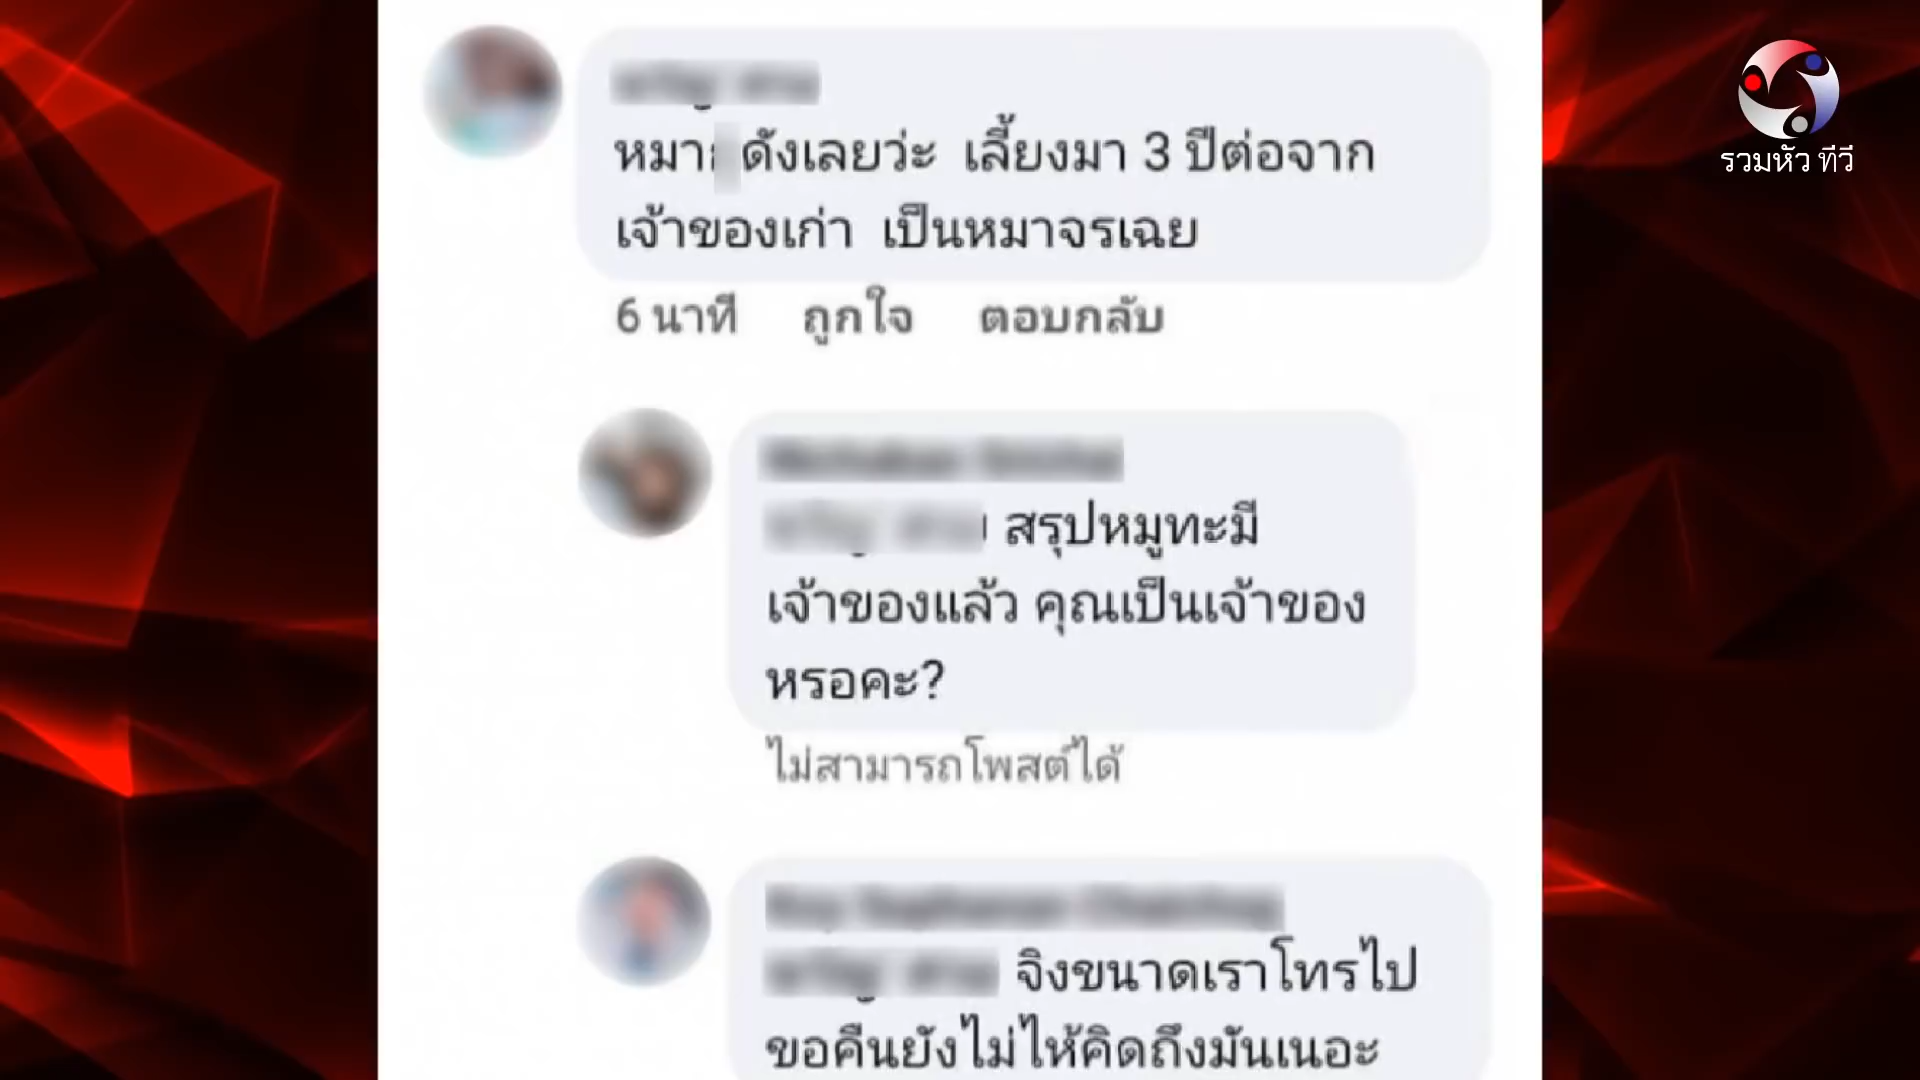 รวมหัว ทีวี
หมา ดังเลยว่ะ เลี้ยงมา 3 ปีต่อจาก
เจ้าของเก่า เป็นหมาจรเฉย
6 นาที ถูกใจ ตอบกลับ
สรุปหมูทะมี
เจ้าของแล้ว คุณเป็นเจ้าของ
หรอคะ?
ไม่สามารถโพสต์ได้
จิงขนาดเราโทรไป
ขอคืนยังไม่ไห้คิดถึงมันเนอะ